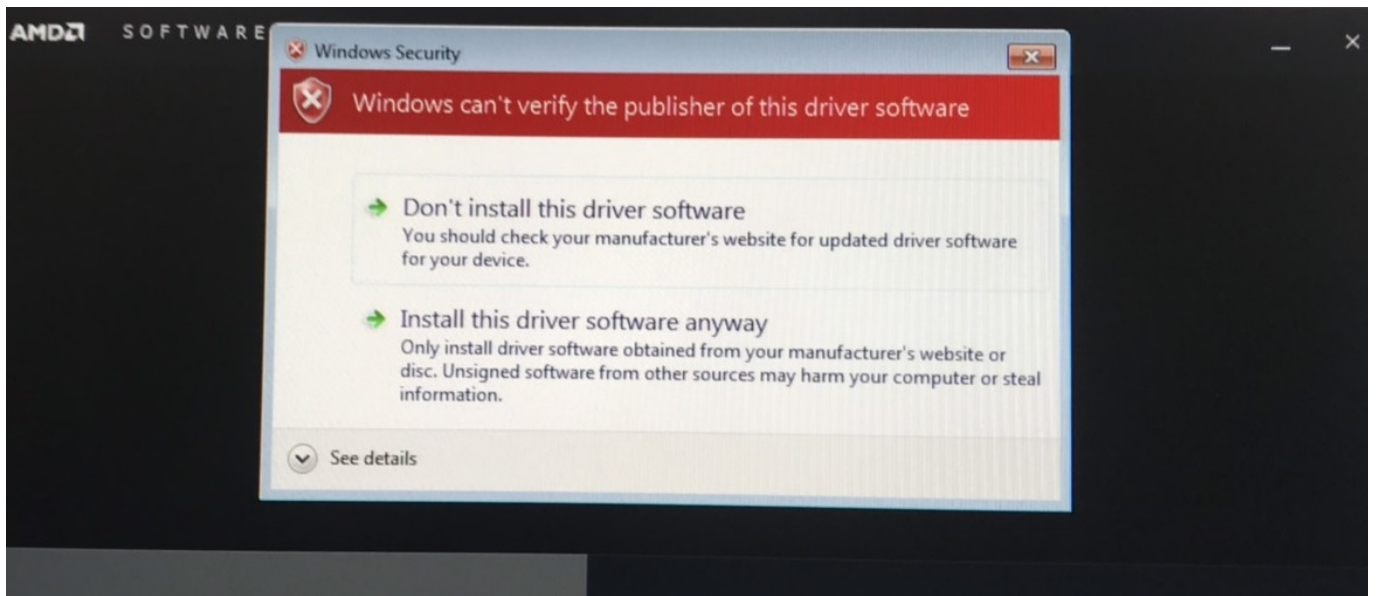 AMD SOFTWARE
Windows Security
Windows can't verify the publisher of this driver software
Don't install this driver software
You should check your manufacturer's website for updated driver software
for your device.
Install this driver software anyway
Only install driver software obtained from your manufacturer's website or
disc. Unsigned software from other sources may harm your computer or steal
information.
See details